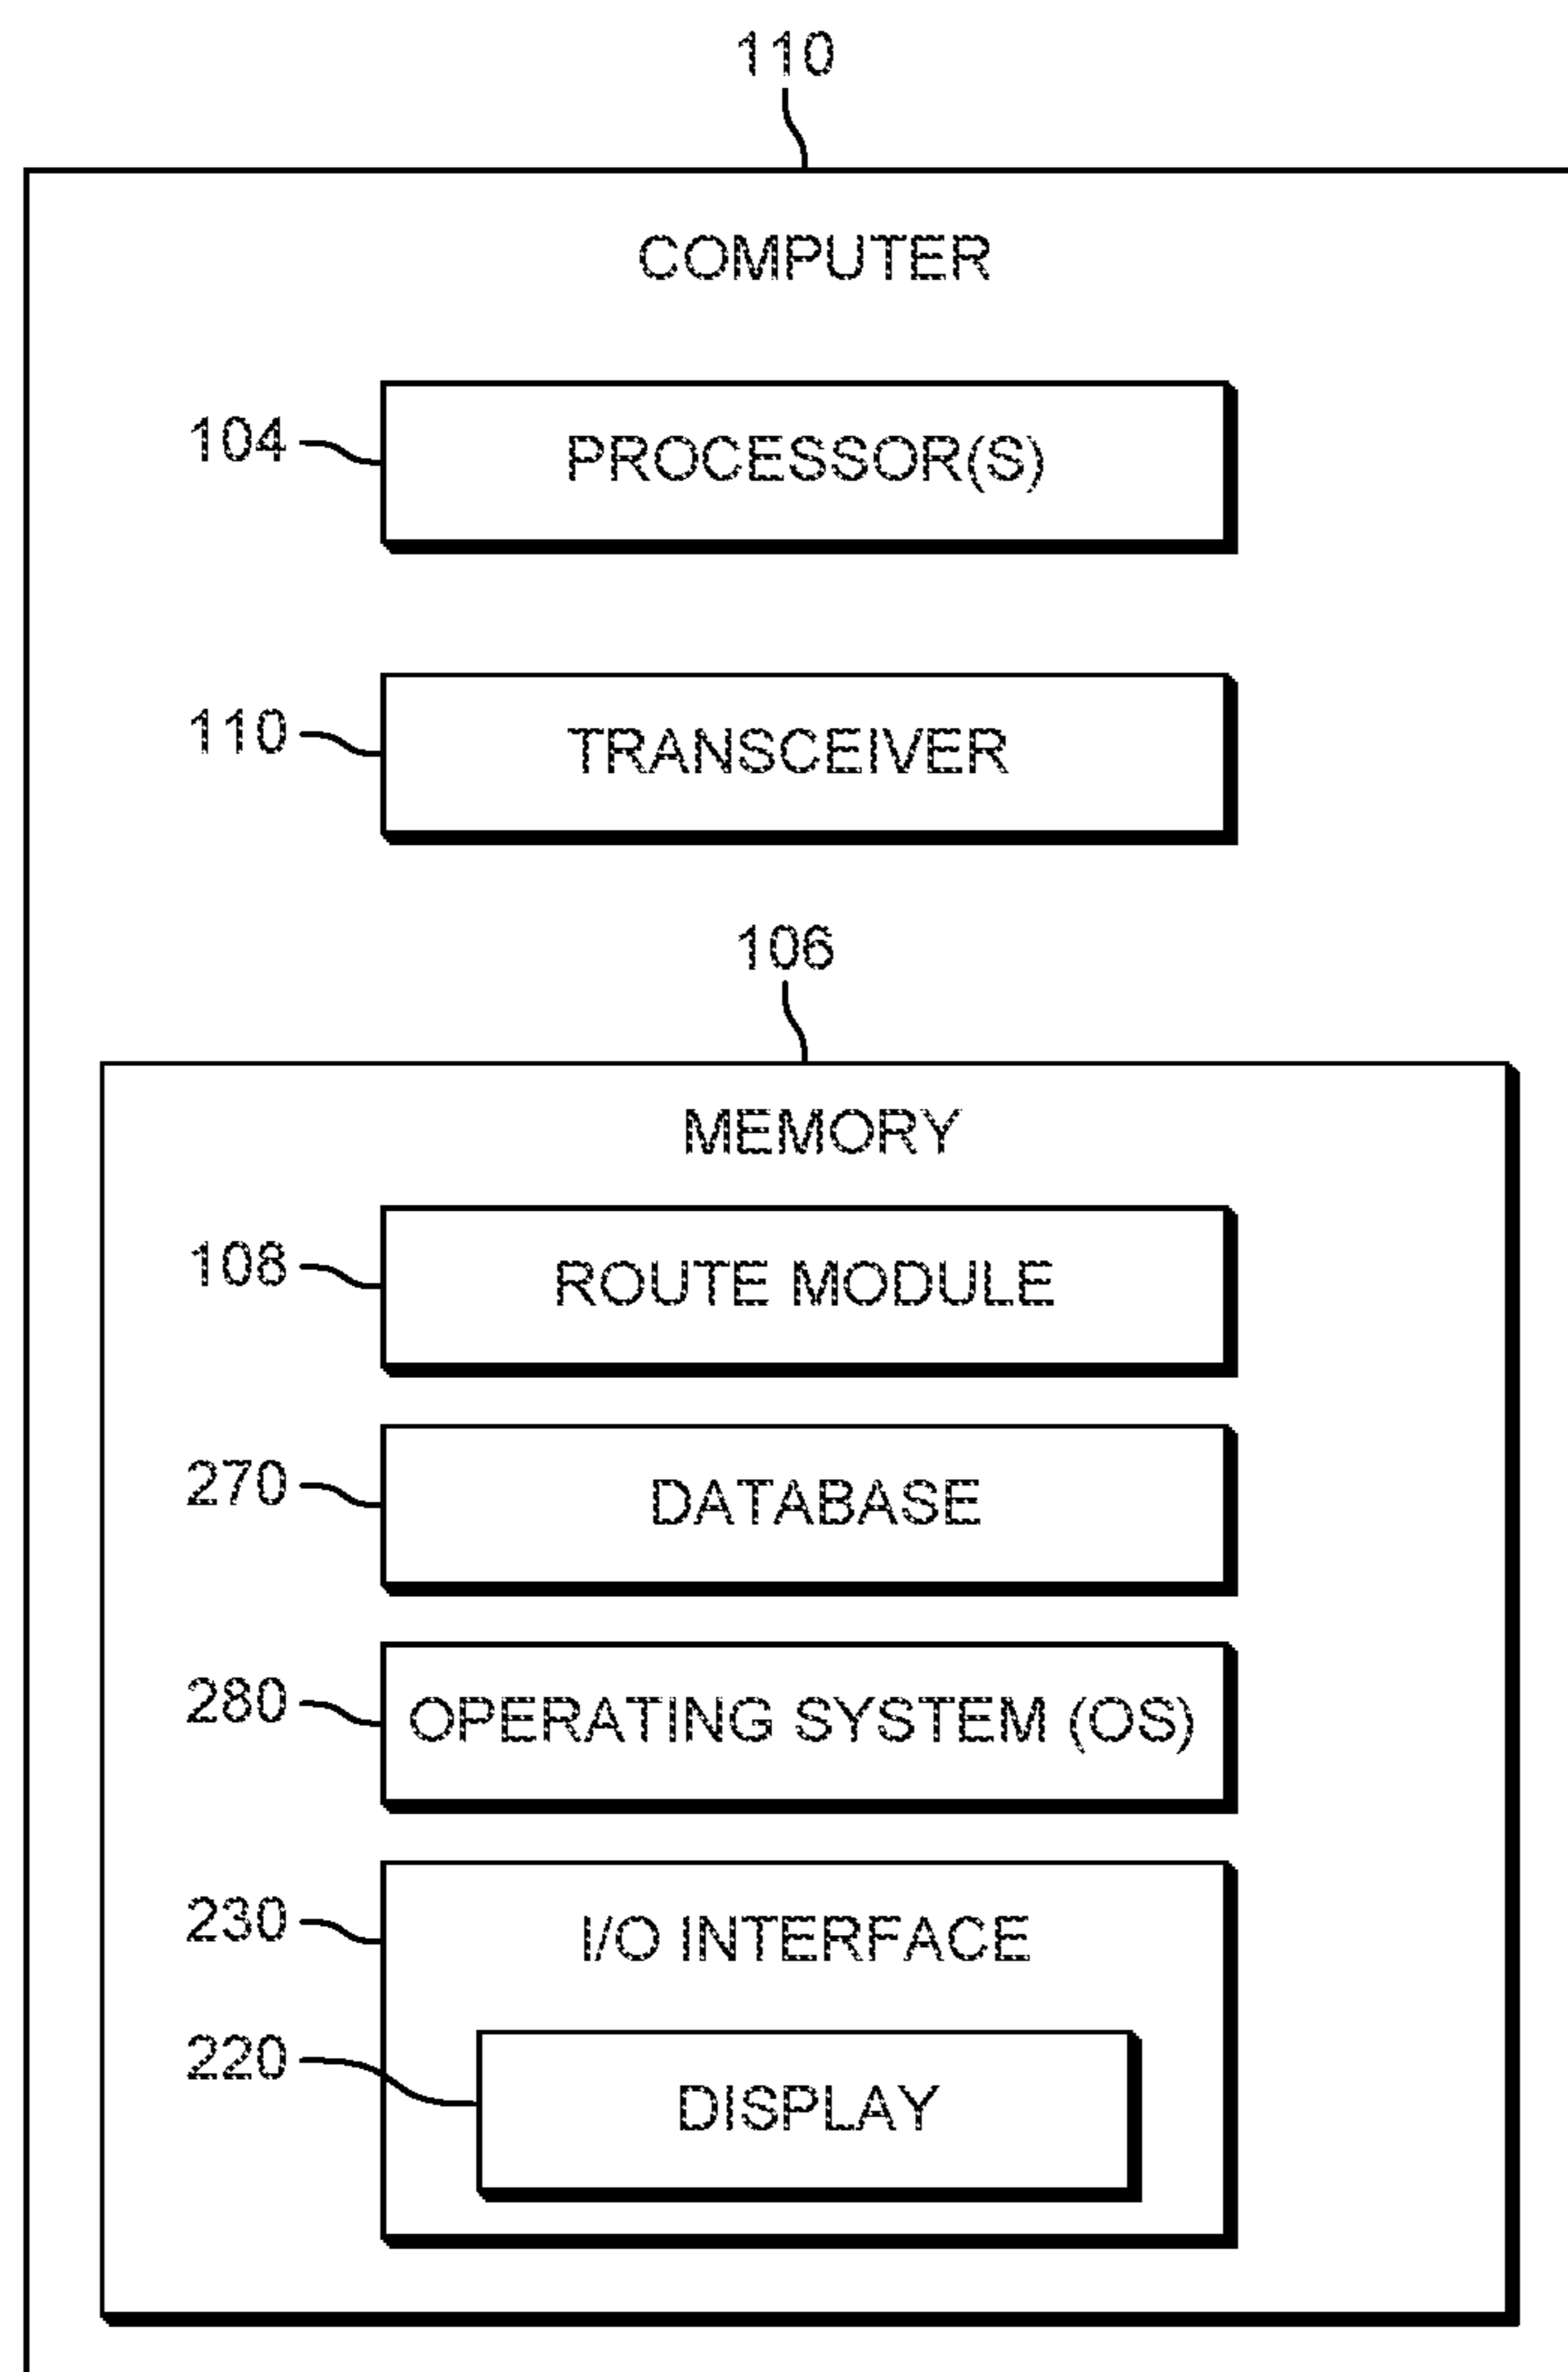 110
COMPUTER
104 PROCESSOR(S)
110 TRANSCEIVER
106
MEMORY
108 ROUTE MODULE
270 DATABASE
280 OPERATING SYSTEM (OS)
230 I/O INTERFACE
220 DISPLAY